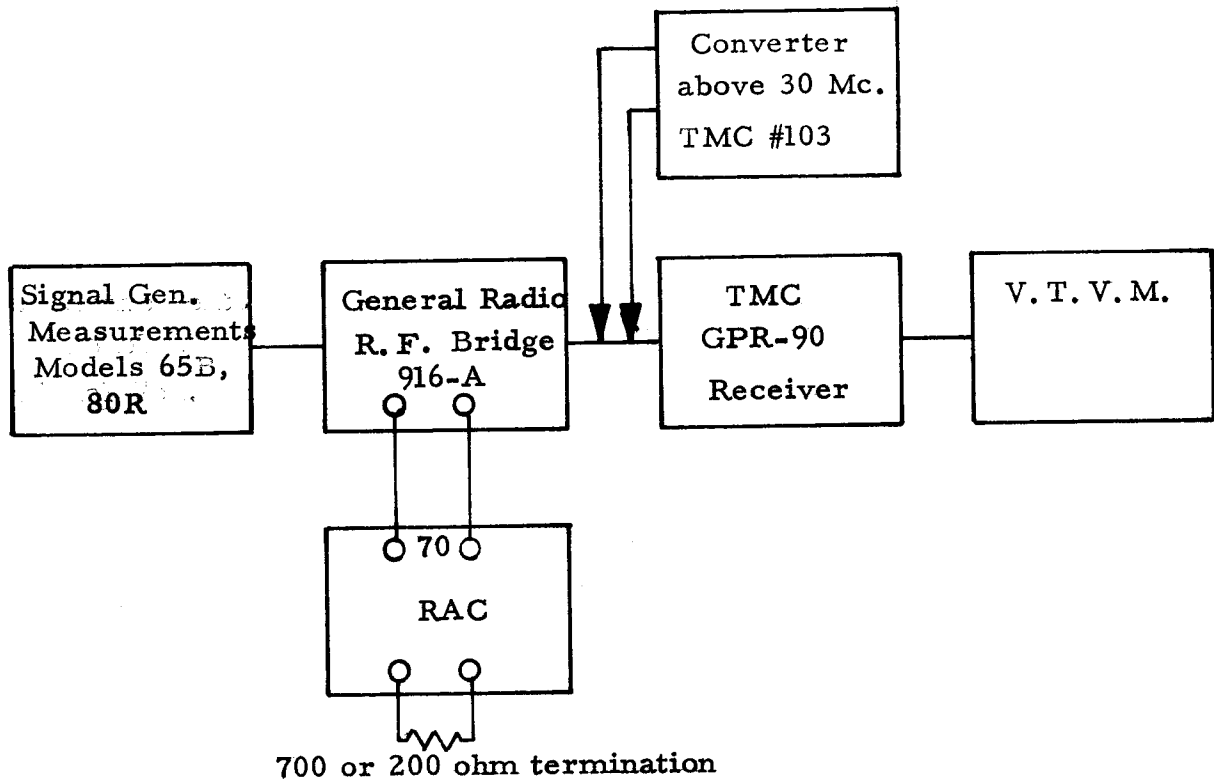 Converter
above 30 Mc.
TMC #103
Signal Gen.
Measurements
Models 65B,
80R
General Radio
R. F. Bridge
916-A
TMC
GPR-90
Receiver
V. T. V. M.
70
RAC
700 or 200 ohm termination